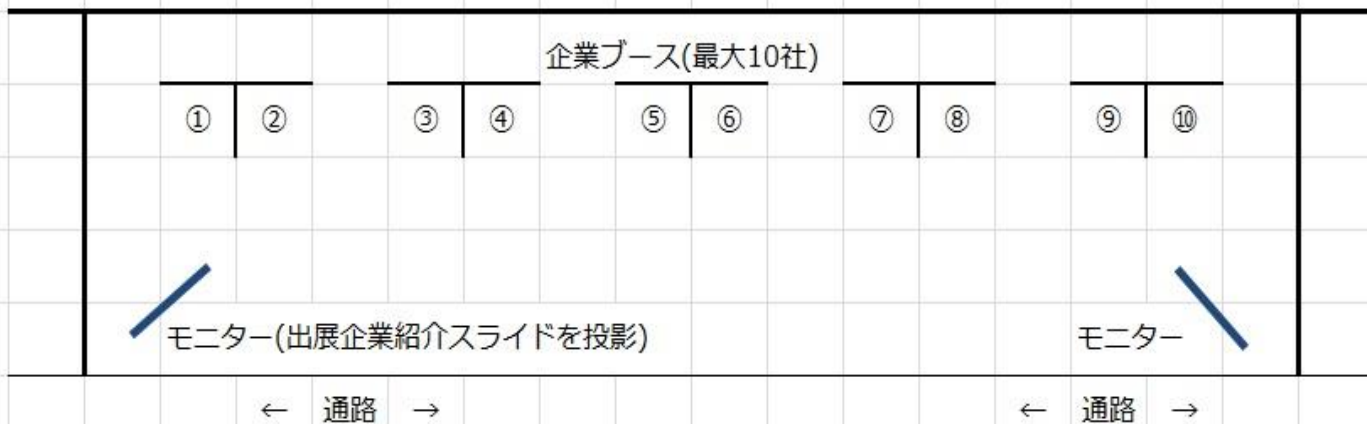 企業ブース(最大10社)
① ② ③ ④ ⑤ ⑥ ⑦ ⑧ ⑨ ⑩
モニター(出展企業紹介スライドを投影) モニター
← 通路 → ← 通路 →